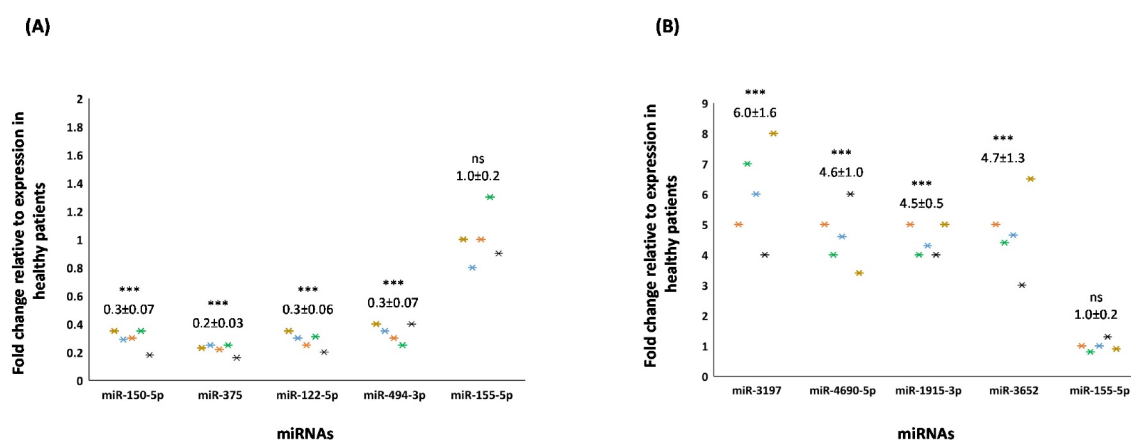 (A)
Fold change relative to expression in
healthy patients
2
1.8
1.6
1.4
1.2
1
0.8
0.6
0.4
0.2
0
***
0.3±0.07
***
0.2±0.03
***
0.3±0.06
***
0.3±0.07
ns
1.0±0.2
miR-150-5p
miR-375
miR-122-5p
miR-494-3p
miR-155-5p
miRNAs
(B)
Fold change relative to expression in
healthy patients
9
8
7
6
5
4
3
2
1
0
***
6.0±1.6
***
4.6±1.0
***
4.5±0.5
***
4.7±1.3
ns
1.0±0.2
miR-3197
miR-4690-5p
miR-1915-3p
miR-3652
miR-155-5p
miRNAs